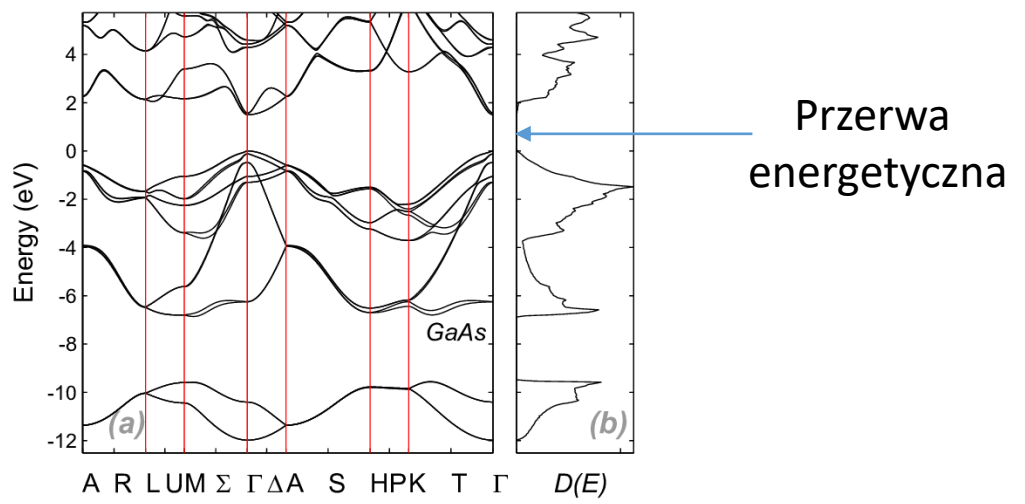 4
2
0
-2
-4
-6
-8
-10
-12
Energy (eV)
GaAs
(a)
(b)
A R L U M Σ Γ Δ A S H P K T Γ D(E)
Przerwa
energetyczna